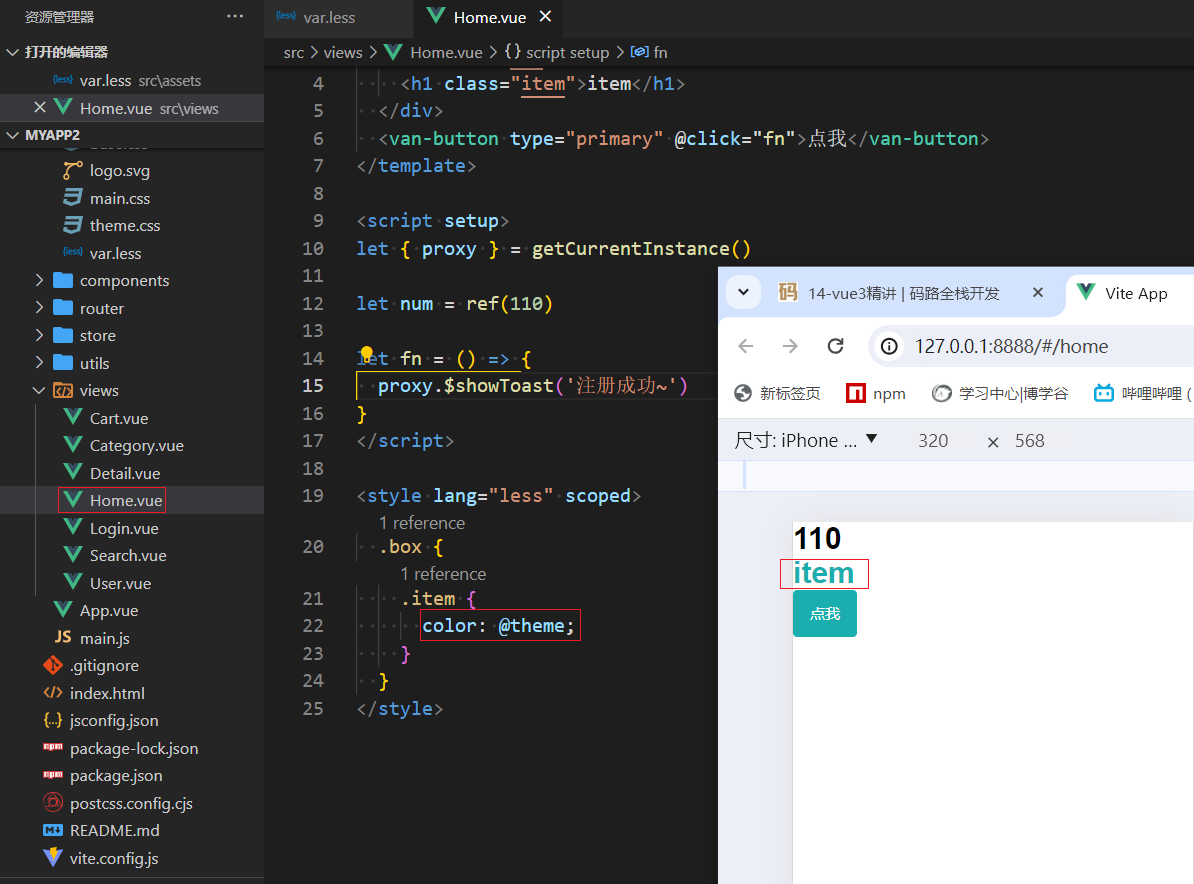 资源管理器
···
打开的编辑器
{less} var.less src\assets
Home.vue src\views
MYAPP2
logo.svg
main.css
theme.css
{less} var.less
components
router
store
utils
views
Cart.vue
Category.vue
Detail.vue
Home.vue
Login.vue
Search.vue
User.vue
App.vue
JS main.js
.gitignore
index.html
{..} jsconfig.json
npm package-lock.json
npm package.json
postcss.config.cjs
M↓ README.md
vite.config.js
{less} var.less
Home.vue ×
src > views > Home.vue > {} script setup > fn
4 <h1 class="item">item</h1>
5 </div>
6 <van-button type="primary" @click="fn">点我</van-button>
7 </template>
8
9 <script setup>
10 let { proxy } = getCurrentInstance()
11
12 let num = ref(110)
13
14 let fn = () => {
15 proxy.$showToast('注册成功~')
16 }
17 </script>
18
19 <style lang="less" scoped>
1 reference
20 .box {
1 reference
21 .item {
22 color: @theme;
23 }
24 }
25 </style>
码 14-vue3精讲 | 码路全栈开发 ×
Vite App
127.0.0.1:8888/#/home
新标签页 npm 学习中心|博学谷 哔哩哔哩 (
尺寸: iPhone ... ▼ 320 × 568
110
item
点我